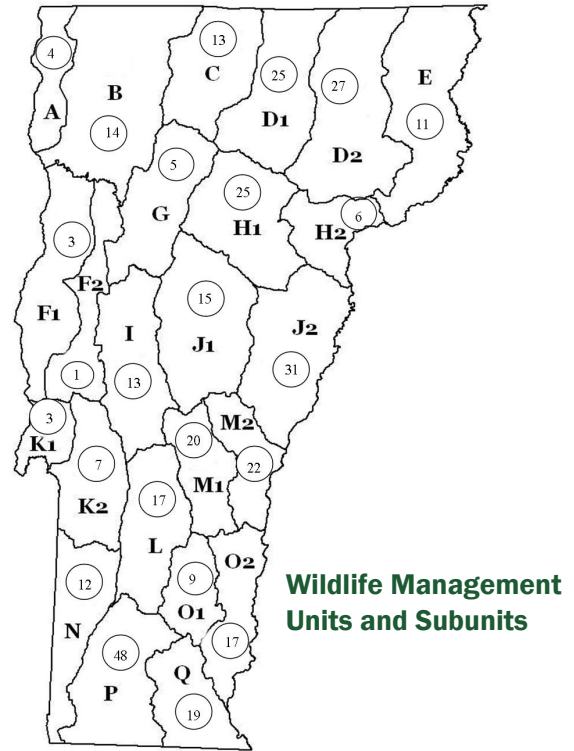 4
A
B
14
13
C
25
D1
27
D2
E
11
5
G
25
H1
H2
6
3
F2
F1
1
I
13
15
J1
J2
31
3
K1
7
K2
20
M1
M2
22
17
L
12
N
9
O1
O2
17
48
P
Q
19
Wildlife Management
Units and Subunits